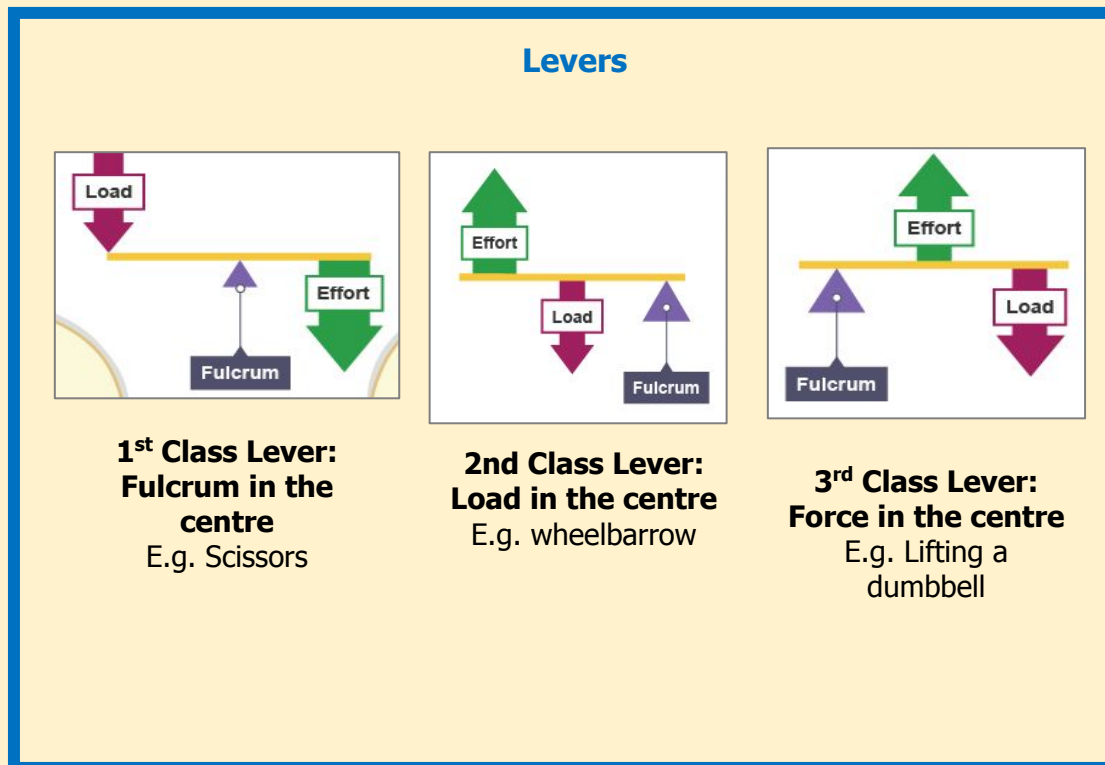 Levers
Load
Effort
Fulcrum
1st Class Lever:
Fulcrum in the
centre
E.g. Scissors
Effort
Load
Fulcrum
2nd Class Lever:
Load in the centre
E.g. wheelbarrow
Effort
Load
Fulcrum
3rd Class Lever:
Force in the centre
E.g. Lifting a
dumbbell